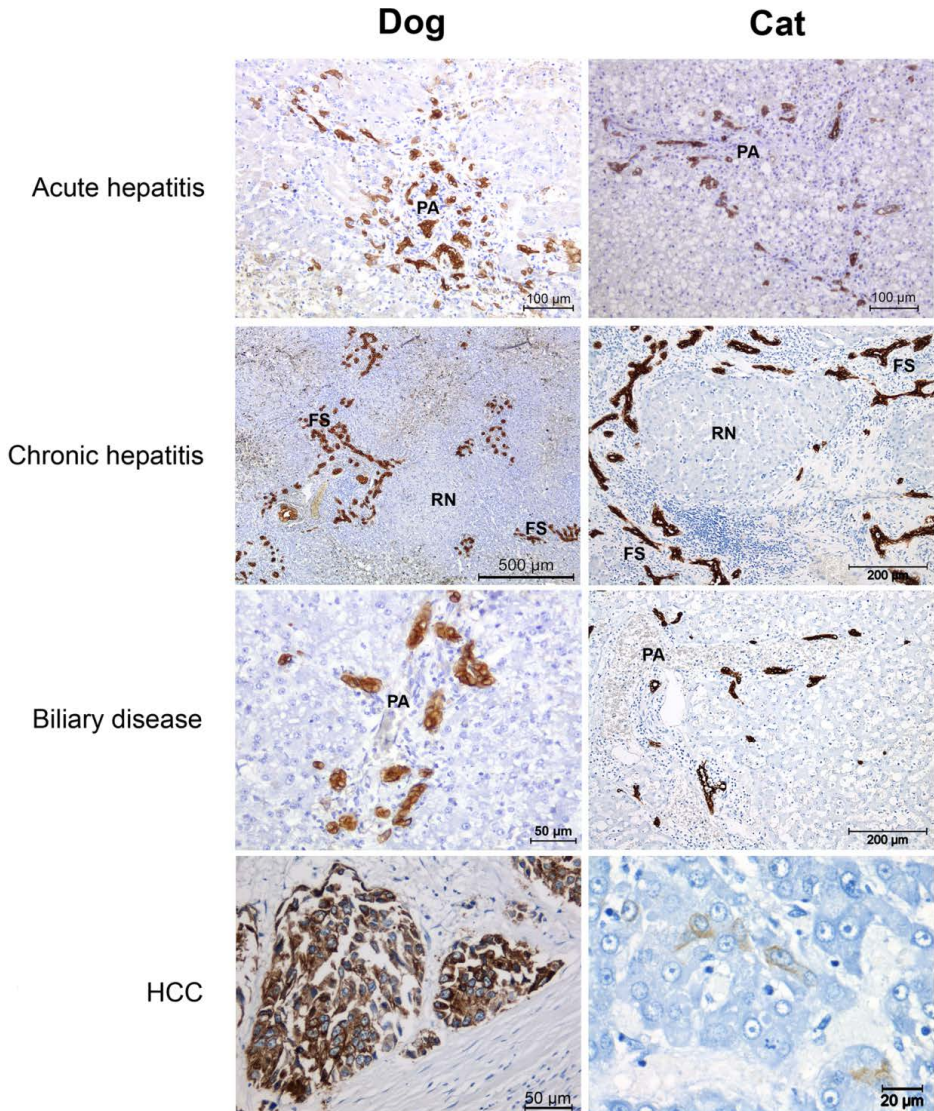 Dog Cat
Acute hepatitis
PA
100 µm
PA
100 µm
Chronic hepatitis
FS
RN
FS
500 µm
FS
RN
FS
200 µm
Biliary disease
PA
50 µm
PA
200 µm
HCC
50 µm
20 µm